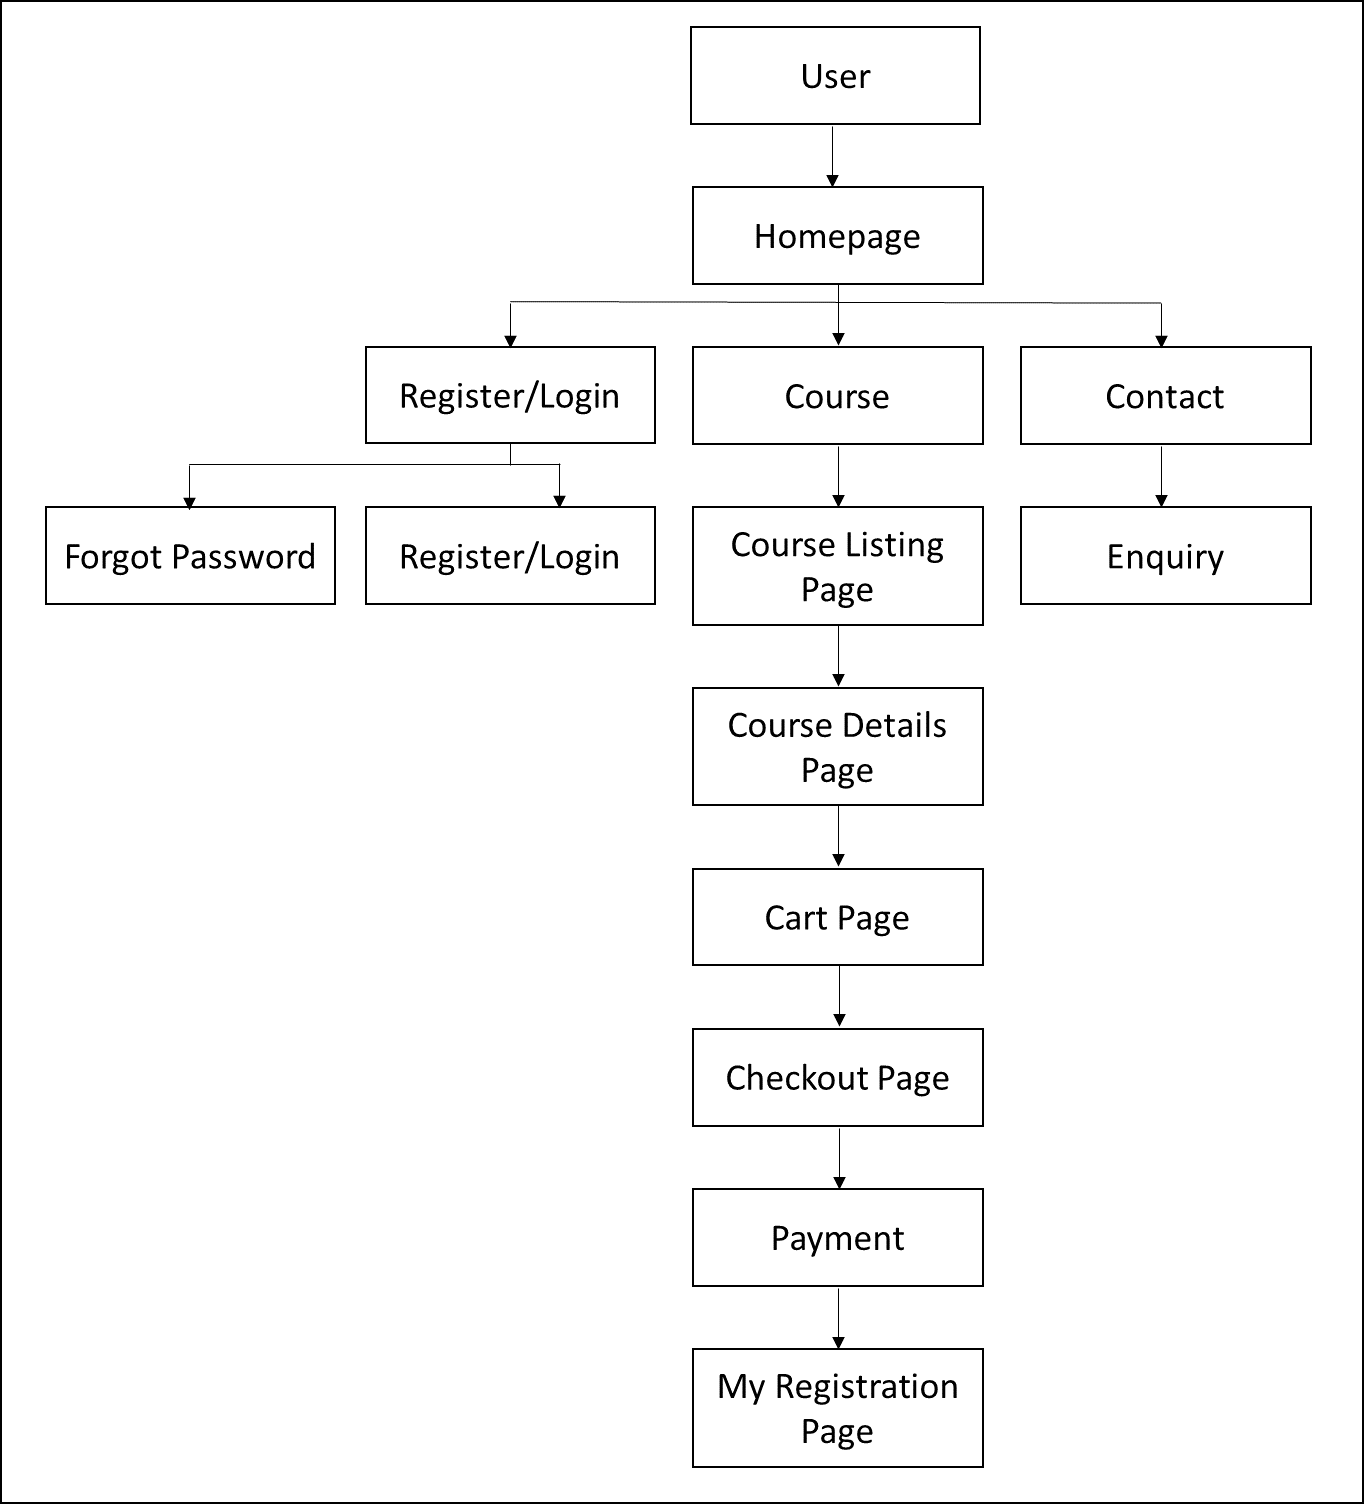 User
Homepage
Register/Login
Course
Contact
Forgot Password
Register/Login
Course Listing
Page
Enquiry
Course Details
Page
Cart Page
Checkout Page
Payment
My Registration
Page